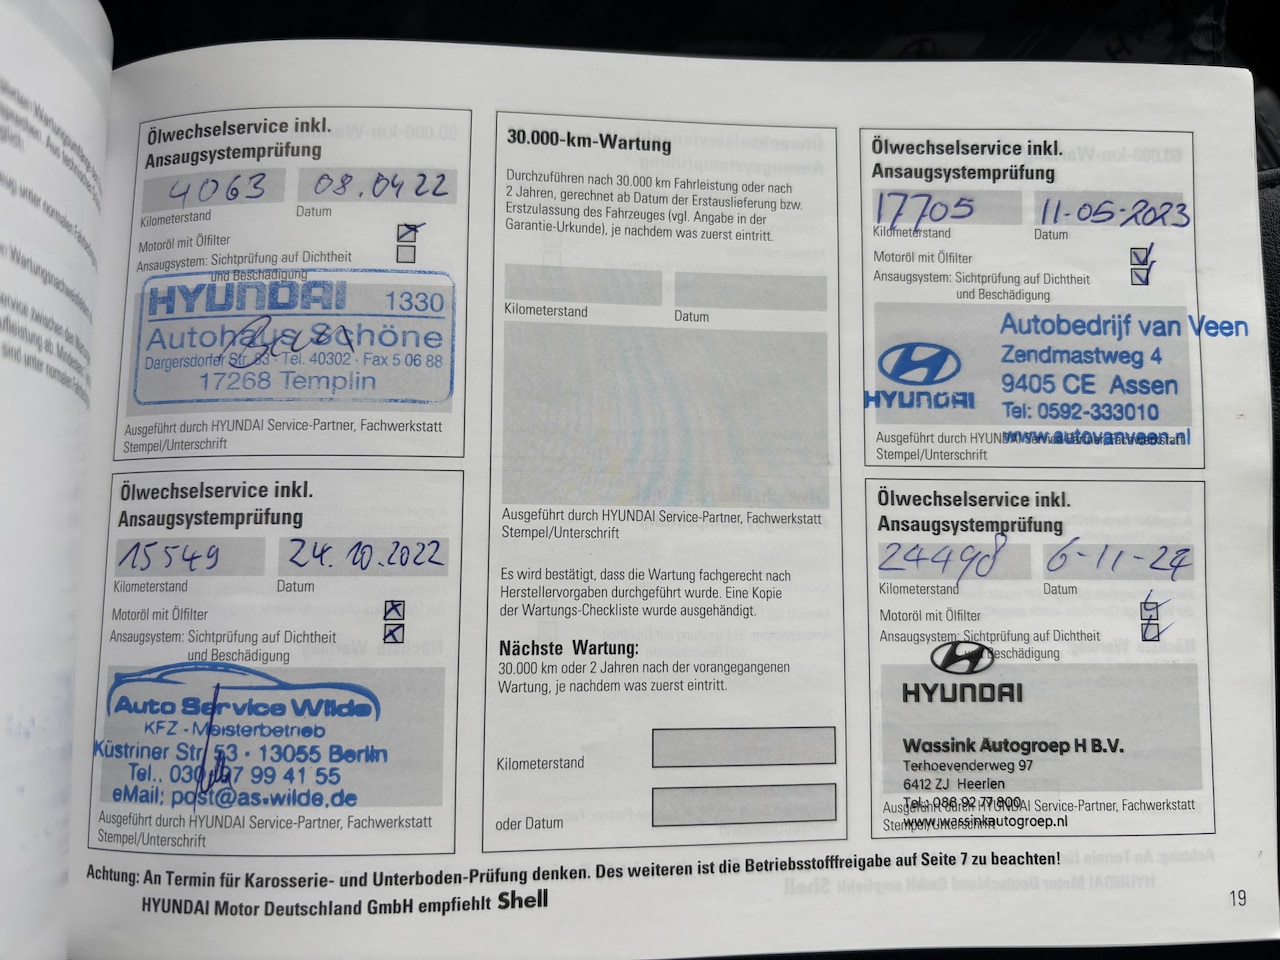 Ölwechselservice inkl.
Ansaugsystemprüfung
4063 08.04 22
Kilometerstand Datum
Motoröl mit Ölfilter
Ansaugsystem: Sichtprüfung auf Dichtheit
und Beschädigung
HYUNDAI 1330
Autohaus Schöne
Dargersdorfer Str. 83 · Tel. 40302 · Fax 5 06 88
17268 Templin
Ausgeführt durch HYUNDAI Service-Partner, Fachwerkstatt
Stempel/Unterschrift
Ölwechselservice inkl.
Ansaugsystemprüfung
15549 24.10.2022
Kilometerstand Datum
Motoröl mit Ölfilter
Ansaugsystem: Sichtprüfung auf Dichtheit
und Beschädigung
Auto Service Wilde
KFZ - Meisterbetrieb
Küstriner Str. 53 · 13055 Berlin
Tel.. 030 97 99 41 55
eMail: post@as-wilde.de
Ausgeführt durch HYUNDAI Service-Partner, Fachwerkstatt
Stempel/Unterschrift
30.000-km-Wartung
Durchzuführen nach 30.000 km Fahrleistung oder nach
2 Jahren, gerechnet ab Datum der Erstauslieferung bzw.
Erstzulassung des Fahrzeuges (vgl. Angabe in der
Garantie-Urkunde), je nachdem was zuerst eintritt.
Kilometerstand Datum
Ausgeführt durch HYUNDAI Service-Partner, Fachwerkstatt
Stempel/Unterschrift
Es wird bestätigt, dass die Wartung fachgerecht nach
Herstellervorgaben durchgeführt wurde. Eine Kopie
der Wartungs-Checkliste wurde ausgehändigt.
Nächste Wartung:
30.000 km oder 2 Jahren nach der vorangegangenen
Wartung, je nachdem was zuerst eintritt.
Kilometerstand
oder Datum
Ölwechselservice inkl.
Ansaugsystemprüfung
17705 11-05-2023
Kilometerstand Datum
Motoröl mit Ölfilter
Ansaugsystem: Sichtprüfung auf Dichtheit
und Beschädigung
Autobedrijf van Veen
Zendmastweg 4
9405 CE Assen
HYUNDAI
Tel: 0592-333010
www.autovanveen.nl
Ausgeführt durch HYUNDAI Service-Partner, Fachwerkstatt
Stempel/Unterschrift
Ölwechselservice inkl.
Ansaugsystemprüfung
24498 6-11-24
Kilometerstand Datum
Motoröl mit Ölfilter
Ansaugsystem: Sichtprüfung auf Dichtheit
und Beschädigung
HYUNDAI
Wassink Autogroep H B.V.
Terhoevenderweg 97
6412 ZJ Heerlen
Tel.: 088 92 77 800
www.wassinkautogroep.nl
Ausgeführt durch HYUNDAI Service-Partner, Fachwerkstatt
Stempel/Unterschrift
Achtung: An Termin für Karosserie- und Unterboden-Prüfung denken. Des weiteren ist die Betriebsstofffreigabe auf Seite 7 zu beachten!
HYUNDAI Motor Deutschland GmbH empfiehlt Shell
19